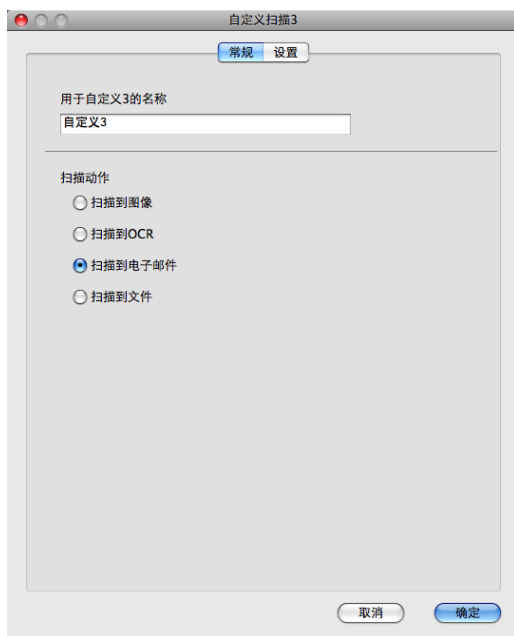 自定义扫描3
常规 设置
用于自定义3的名称
自定义3
扫描动作
扫描到图像
扫描到OCR
扫描到电子邮件
扫描到文件
取消 确定